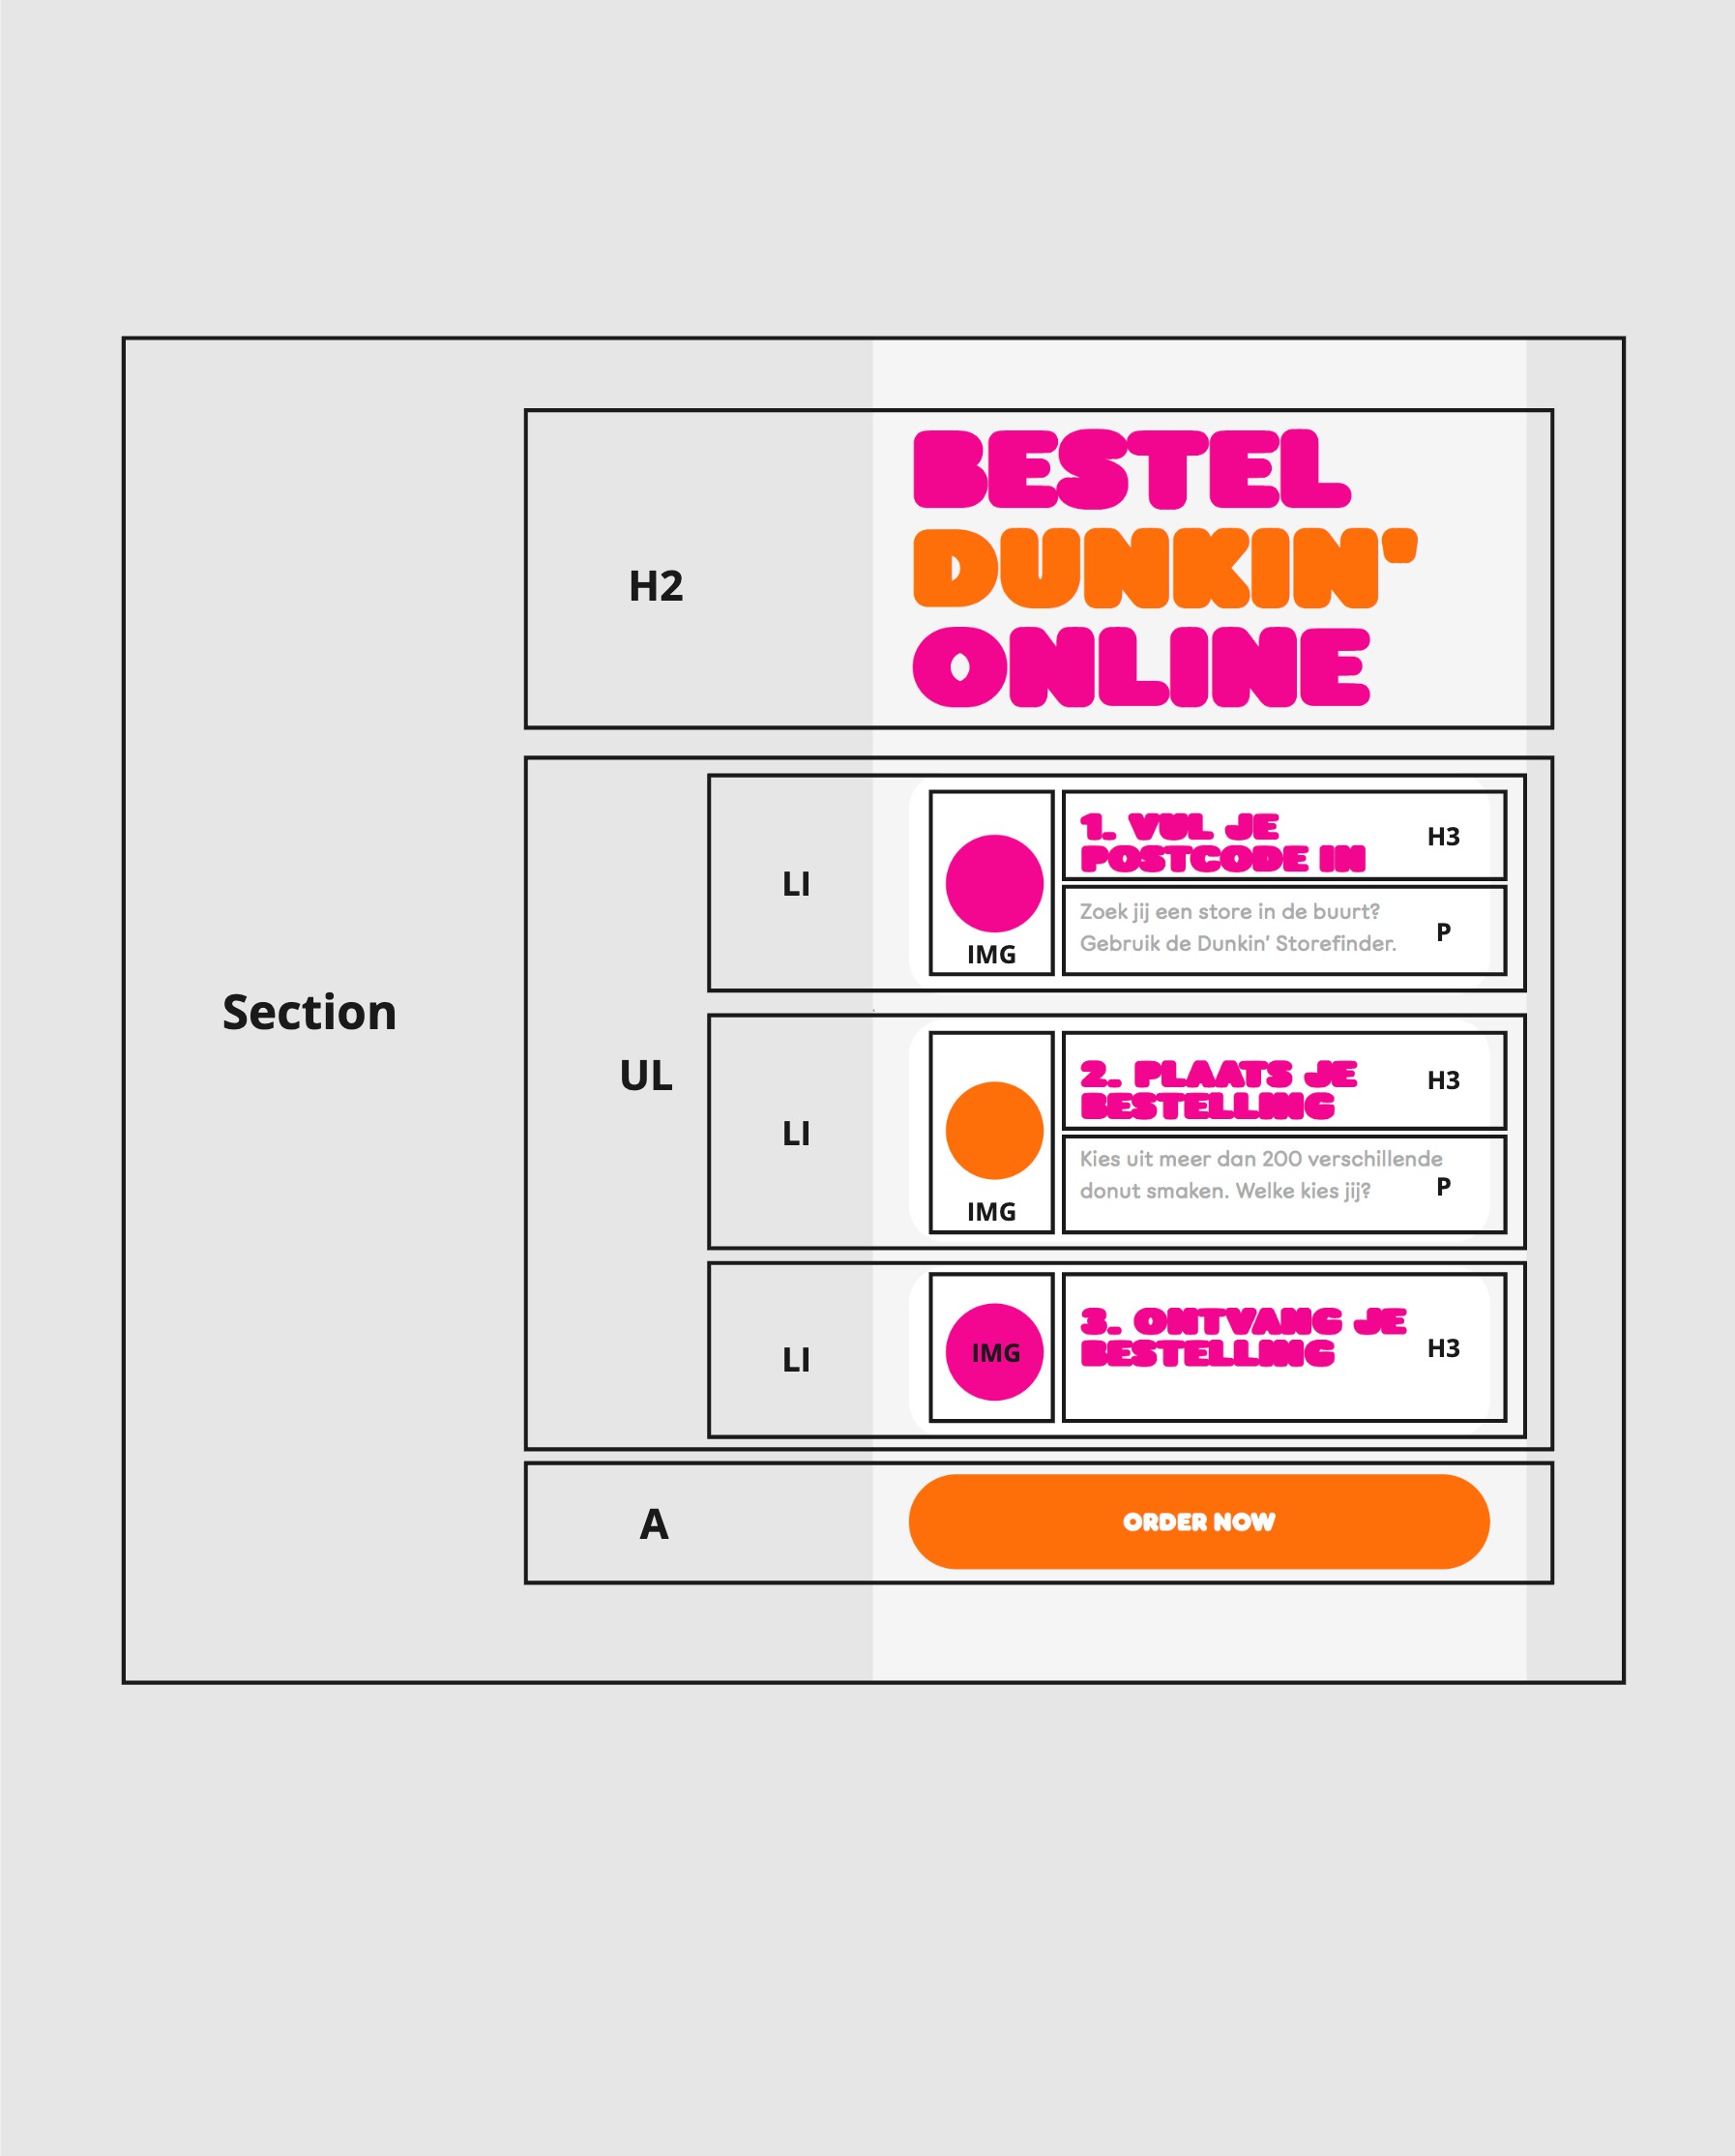 Section
H2
BESTEL
DUNKIN'
ONLINE
UL
LI
IMG
1. VUL JE
POSTCODE IN
H3
Zoek jij een store in de buurt?
Gebruik de Dunkin' Storefinder.
P
LI
IMG
2. PLAATS JE
BESTELLING
H3
Kies uit meer dan 200 verschillende
donut smaken. Welke kies jij?
P
LI
IMG
3. ONTVANG JE
BESTELLING
H3
A
ORDER NOW